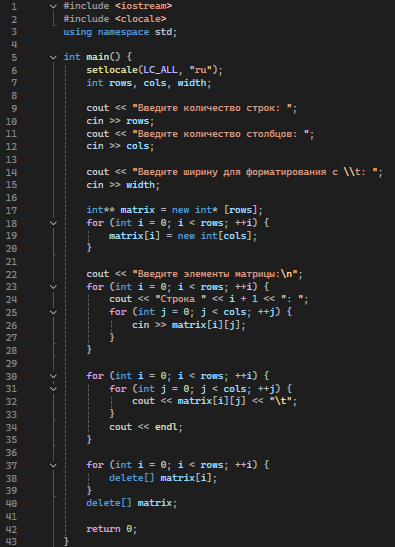 1 #include <iostream>
2 #include <clocale>
3 using namespace std;
4
5 int main() {
6 setlocale(LC_ALL, "ru");
7 int rows, cols, width;
8
9 cout << "Введите количество строк: ";
10 cin >> rows;
11 cout << "Введите количество столбцов: ";
12 cin >> cols;
13
14 cout << "Введите ширину для форматирования с \\t: ";
15 cin >> width;
16
17 int** matrix = new int* [rows];
18 for (int i = 0; i < rows; ++i) {
19 matrix[i] = new int[cols];
20 }
21
22 cout << "Введите элементы матрицы:\n";
23 for (int i = 0; i < rows; ++i) {
24 cout << "Строка " << i + 1 << ": ";
25 for (int j = 0; j < cols; ++j) {
26 cin >> matrix[i][j];
27 }
28 }
29
30 for (int i = 0; i < rows; ++i) {
31 for (int j = 0; j < cols; ++j) {
32 cout << matrix[i][j] << "\t";
33 }
34 cout << endl;
35 }
36
37 for (int i = 0; i < rows; ++i) {
38 delete[] matrix[i];
39 }
40 delete[] matrix;
41
42 return 0;
43 }